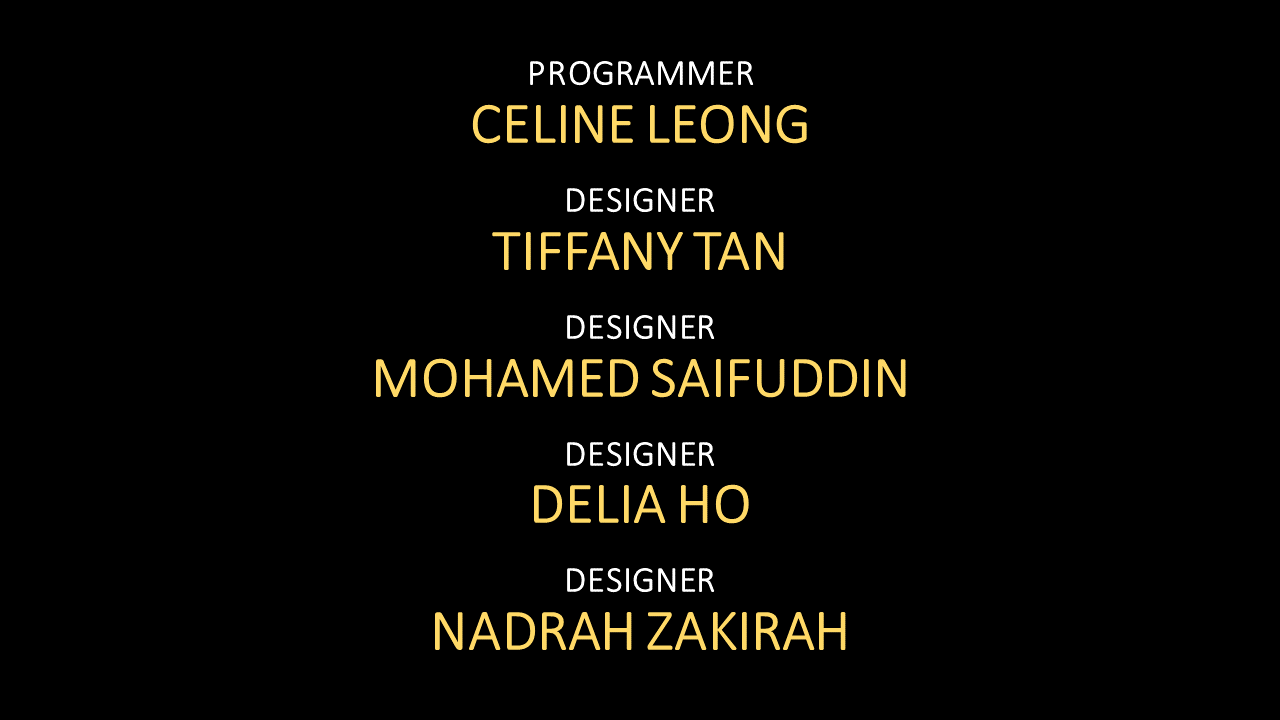 PROGRAMMER
CELINE LEONG
DESIGNER
TIFFANY TAN
DESIGNER
MOHAMED SAIFUDDIN
DESIGNER
DELIA HO
DESIGNER
NADRAH ZAKIRAH